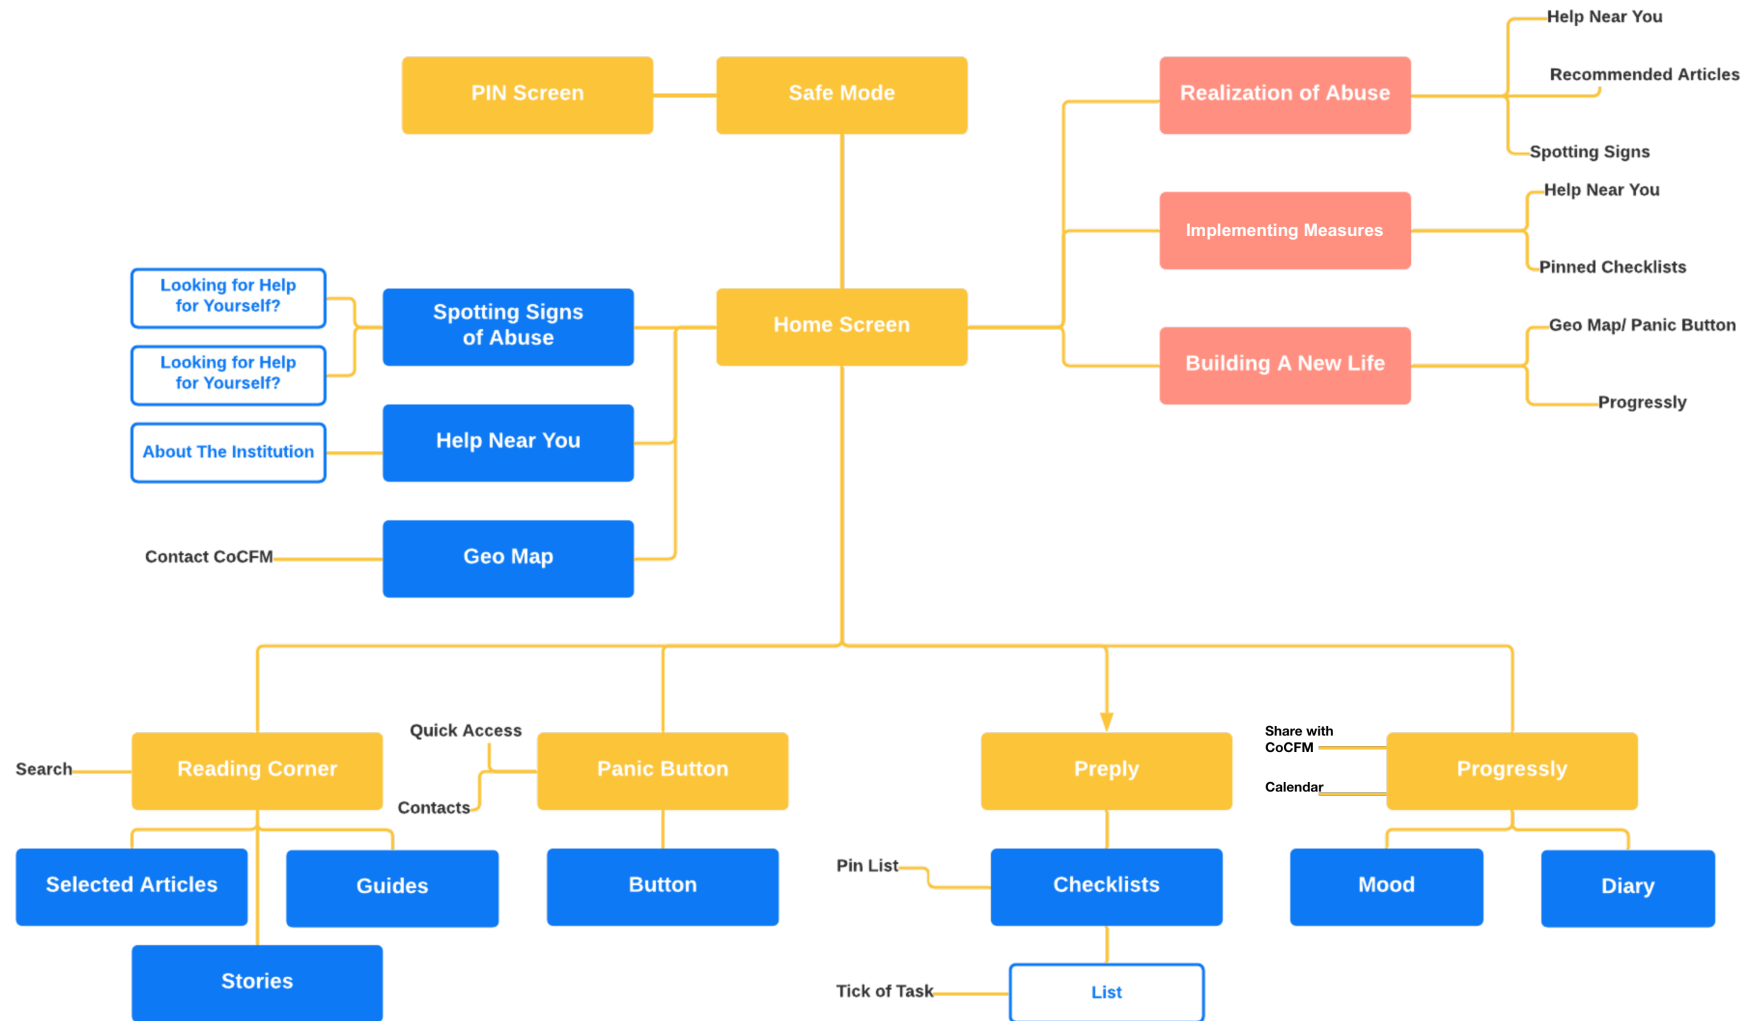 Help Near You
Recommended Articles
PIN Screen
Safe Mode
Realization of Abuse
Spotting Signs
Help Near You
Implementing Measures
Pinned Checklists
Looking for Help
for Yourself?
Spotting Signs
of Abuse
Home Screen
Geo Map/ Panic Button
Building A New Life
Looking for Help
for Yourself?
Progressly
About The Institution
Help Near You
Contact CoCFM
Geo Map
Quick Access
Share with
CoCFM
Search
Reading Corner
Panic Button
Preply
Progressly
Contacts
Calendar
Pin List
Selected Articles
Guides
Button
Checklists
Mood
Diary
Stories
Tick of Task
List